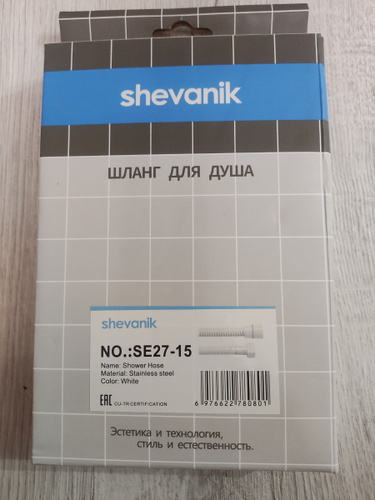 shevanik
ШЛАНГ ДЛЯ ДУША
shevanik
NO.:SE27-15
Name: Shower Hose
Material: Stainless steel
Color: White
EAC CU-TR CERTIFICATION
6 976622 780801
Эстетика и технология,
стиль и естественность.